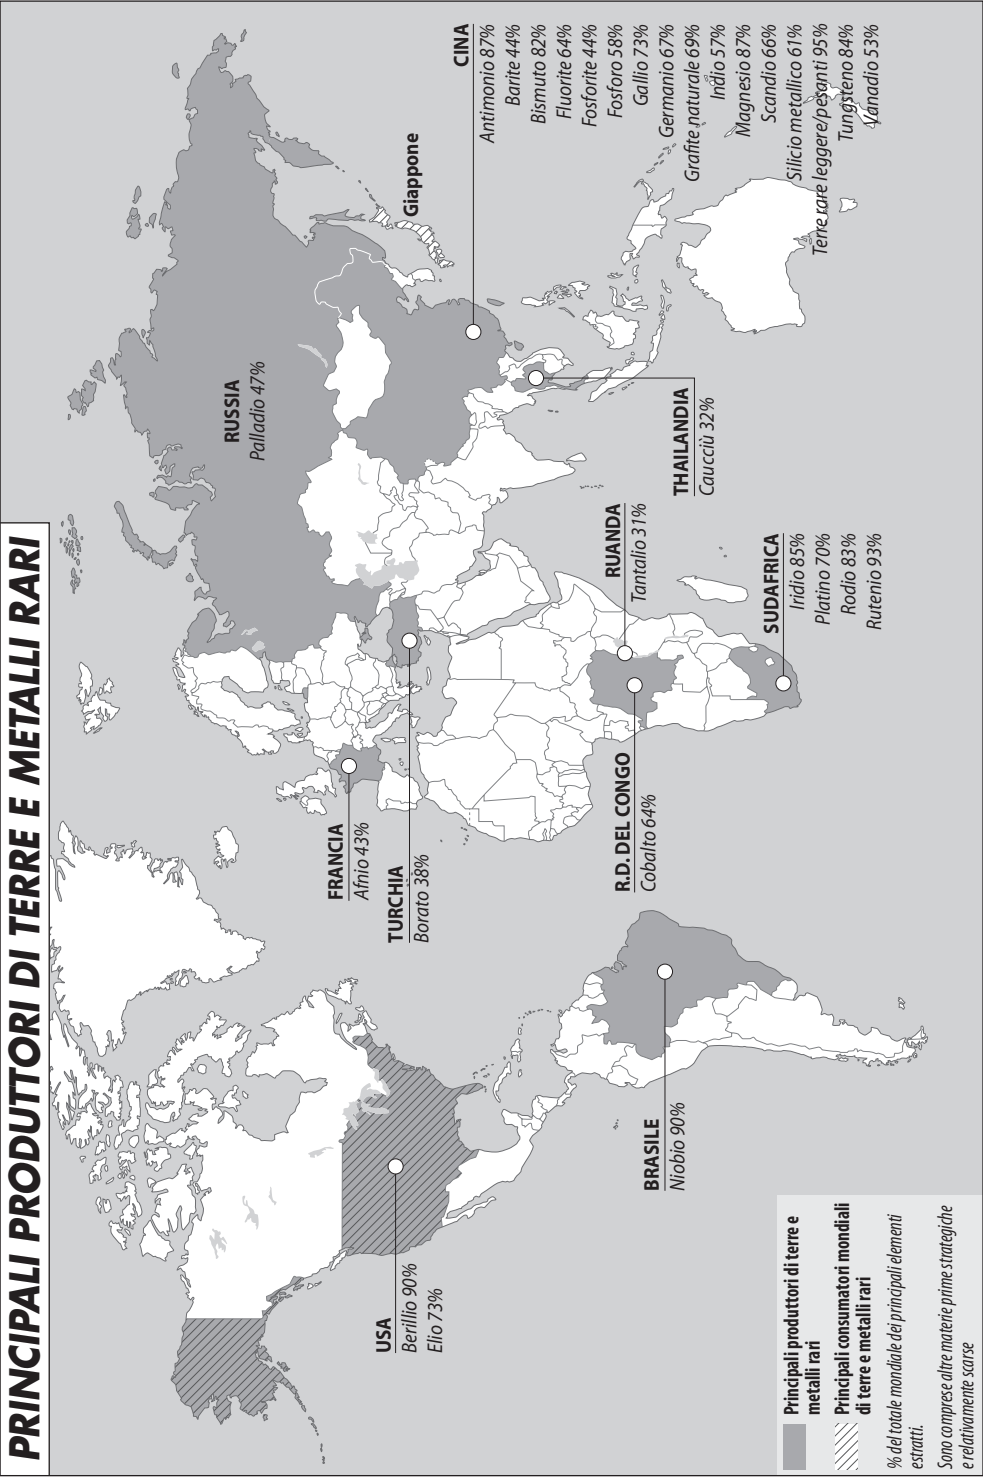 PRINCIPALI PRODUTTORI DI TERRE E METALLI RARI
RUSSIA
Palladio 47%
Giappone
CINA
Antimonio 87%
Barite 44%
Bismuto 82%
Fluorite 64%
Fosforite 44%
Fosforo 58%
Gallio 73%
Germanio 67%
Grafite naturale 69%
Indio 57%
Magnesio 87%
Scandio 66%
Silicio metallico 61%
Terre rare leggere/pesanti 95%
Tungsteno 84%
Vanadio 53%
FRANCIA
Afnio 43%
TURCHIA
Borato 38%
THAILANDIA
Caucciù 32%
RUANDA
Tantalio 31%
R.D. DEL CONGO
Cobalto 64%
SUDAFRICA
Iridio 85%
Platino 70%
Rodio 83%
Rutenio 93%
USA
Berillio 90%
Elio 73%
BRASILE
Niobio 90%
Principali produttori di terre e
metalli rari
Principali consumatori mondiali
di terre e metalli rari
% del totale mondiale dei principali elementi
estratti.
Sono comprese altre materie prime strategiche
e relativamente scarse